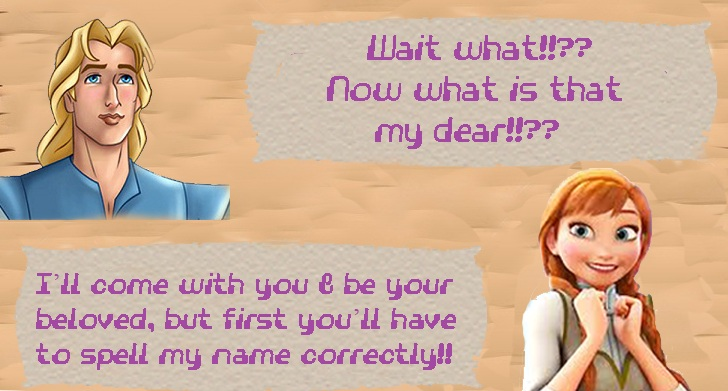 Wait what!!??
Now what is that
my dear!!??
I'll come with you & be your
beloved, but first you'll have
to spell my name correctly!!